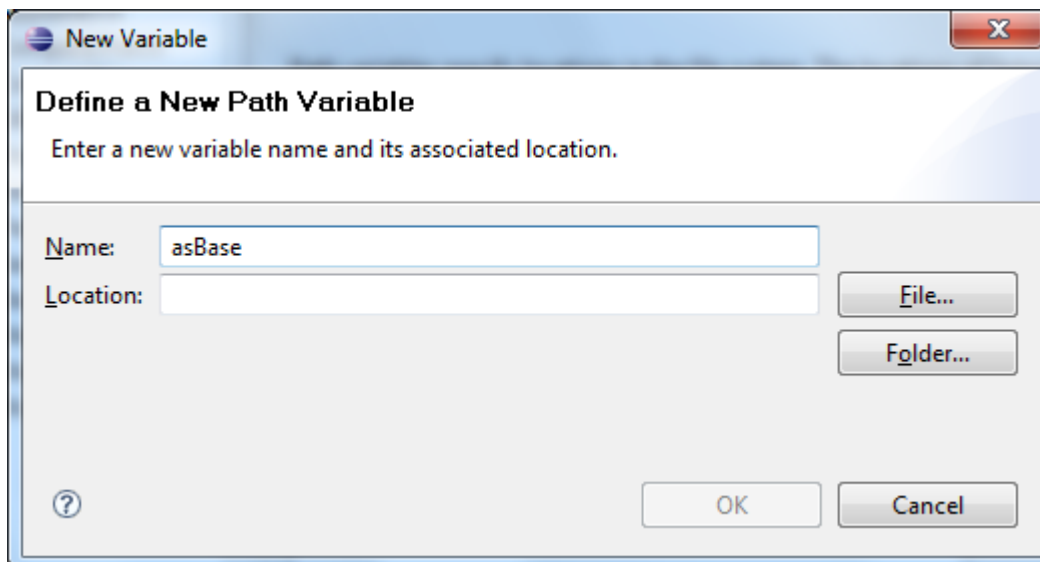 New Variable
Define a New Path Variable
Enter a new variable name and its associated location.
Name: asBase
Location: File...
Folder...
OK Cancel